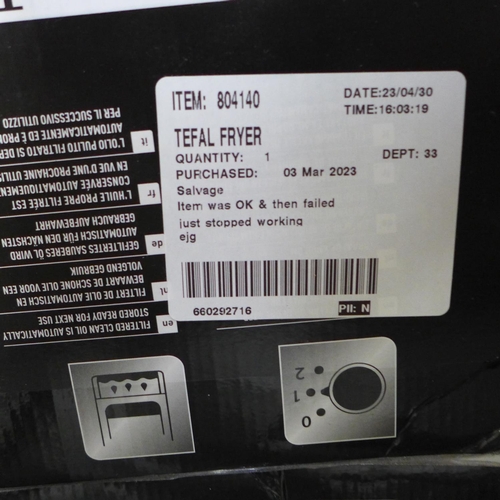 ITEM: 804140
DATE:23/04/30
TIME:16:03:19
TEFAL FRYER
QUANTITY: 1
DEPT: 33
PURCHASED: 03 Mar 2023
Salvage
Item was OK & then failed
just stopped working
ejg
660292716
PII: N
en
FILTERED CLEAN OIL IS AUTOMATICALLY
STORED READY FOR NEXT USE
FILTERT DE OLIE AUTOMATISCH EN
BEWAART DE SCHONE OLIE VOOR EEN
VOLGEND GEBRUIK
de
GEFILTERTES SAUBERES ÖL WIRD
AUTOMATISCH FÜR DEN NÄCHSTEN
GEBRAUCH AUFBEWAHRT
fr
L'HUILE PROPRE FILTRÉE EST
CONSERVÉE AUTOMATIQUEMENT
EN VUE D'UNE PROCHAINE UTILIS
it
L'OLIO PULITO FILTRATO SI DEP
AUTOMATICAMENTE ED È PRON
PER IL SUCCESSIVO UTILIZZO
0
1
2